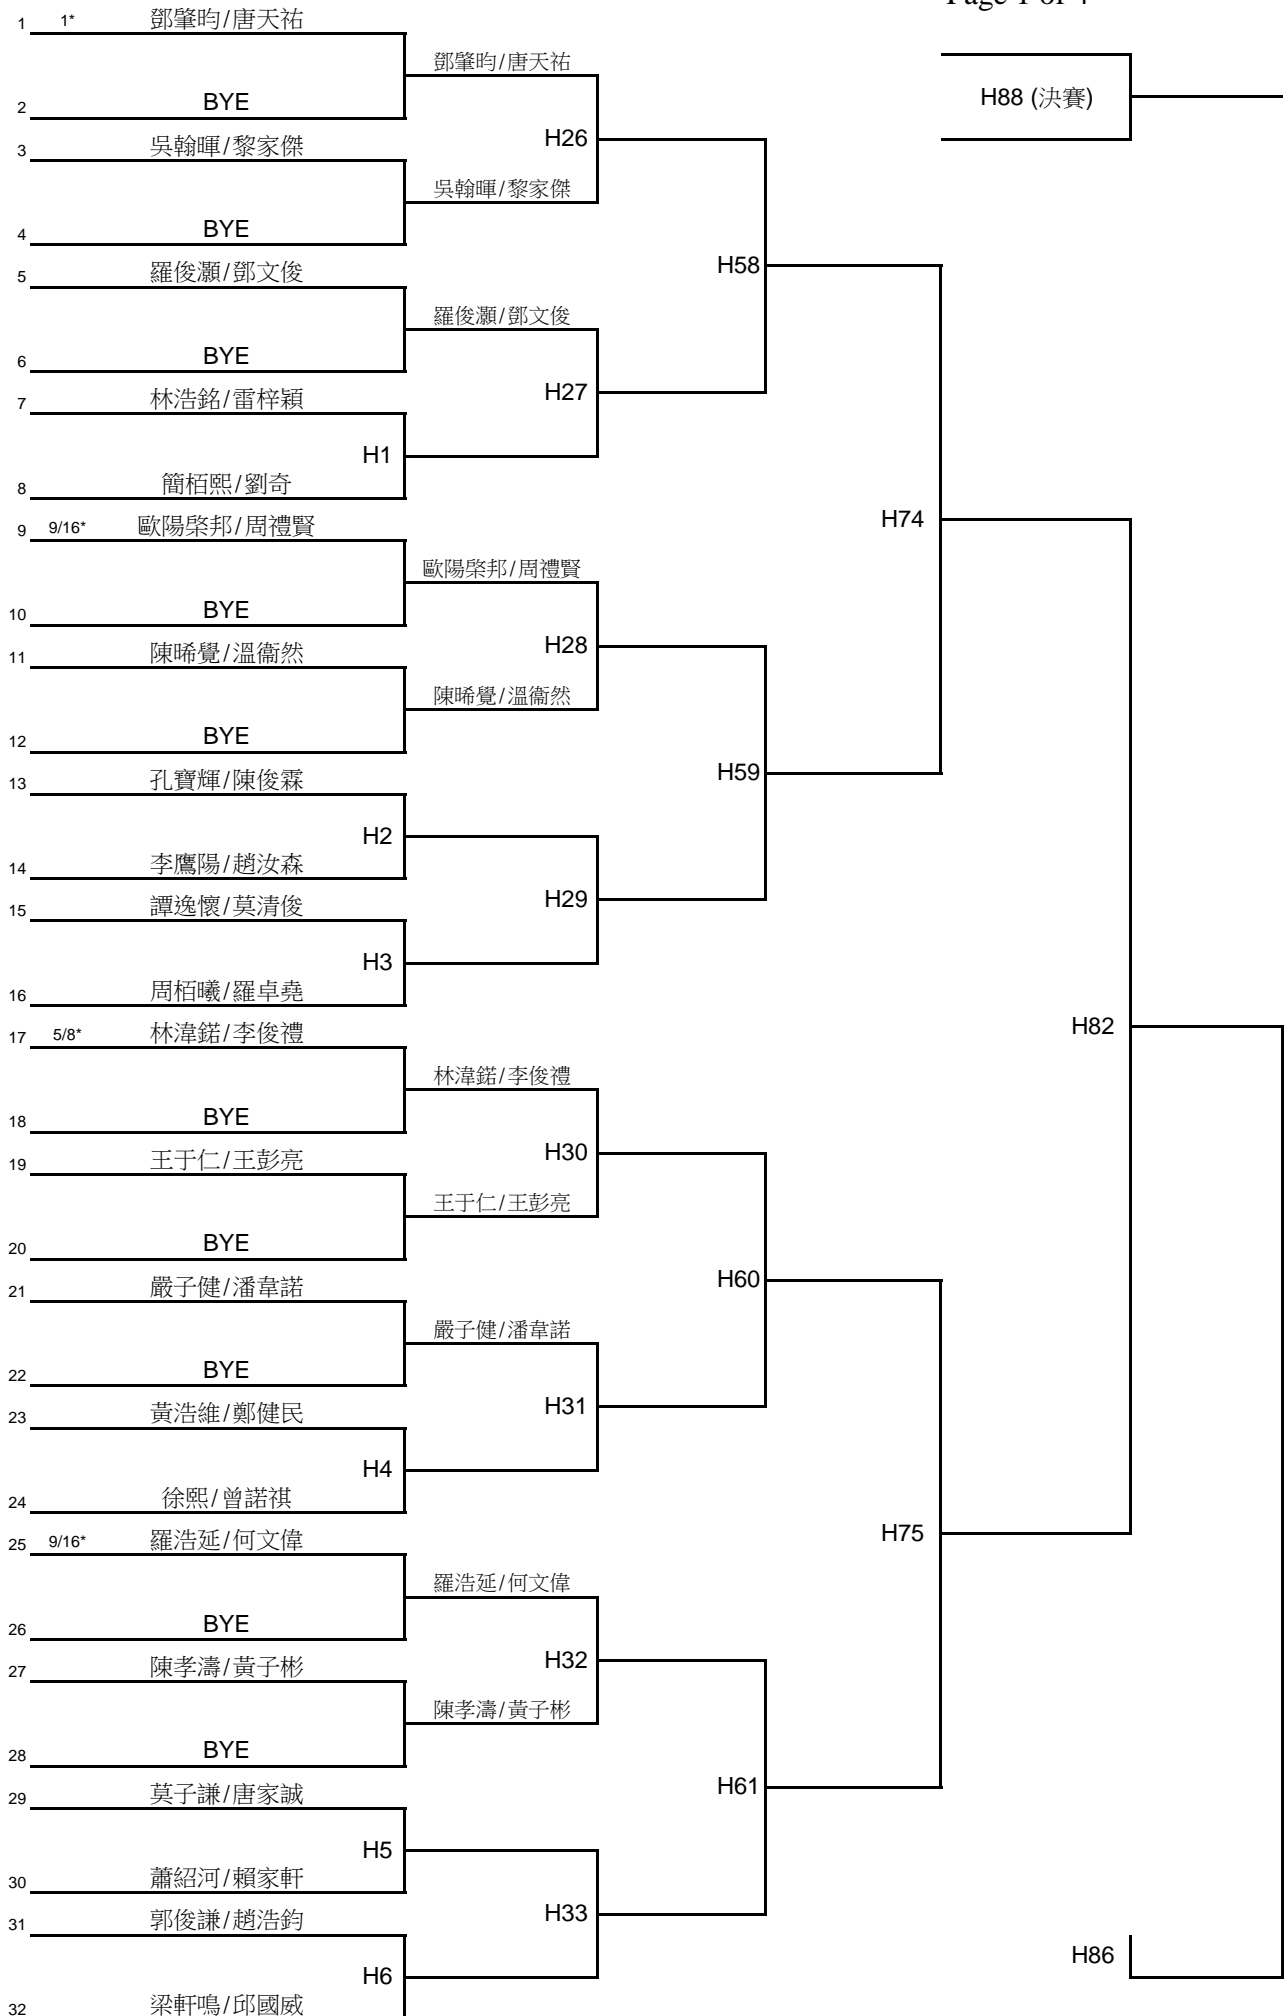 Page 1 of 4
1 1* 鄧肇昀/唐天祐
鄧肇昀/唐天祐
H88 (決賽)
2 BYE
H26
3 吳翰暉/黎家傑
吳翰暉/黎家傑
4 BYE
H58
5 羅俊灝/鄧文俊
羅俊灝/鄧文俊
6 BYE
H27
7 林浩銘/雷梓穎
H1
8 簡栢熙/劉奇
H74
9 9/16* 歐陽棨邦/周禮賢
歐陽棨邦/周禮賢
10 BYE
H28
11 陳晞覺/溫衞然
陳晞覺/溫衞然
12 BYE
H59
13 孔寶輝/陳俊霖
H2
14 李鷹陽/趙汝森
H29
15 譚逸懷/莫清俊
H3
16 周栢曦/羅卓堯
H82
17 5/8* 林湋鍩/李俊禮
林湋鍩/李俊禮
18 BYE
H30
19 王于仁/王彭亮
王于仁/王彭亮
20 BYE
H60
21 嚴子健/潘韋諾
嚴子健/潘韋諾
22 BYE
H31
23 黃浩維/鄭健民
H4
24 徐熙/曾諾祺
H75
25 9/16* 羅浩延/何文偉
羅浩延/何文偉
26 BYE
H32
27 陳孝濤/黃子彬
陳孝濤/黃子彬
28 BYE
H61
29 莫子謙/唐家誠
H5
30 蕭紹河/賴家軒
H33
31 郭俊謙/趙浩鈞
H86
H6
32 梁軒鳴/邱國威